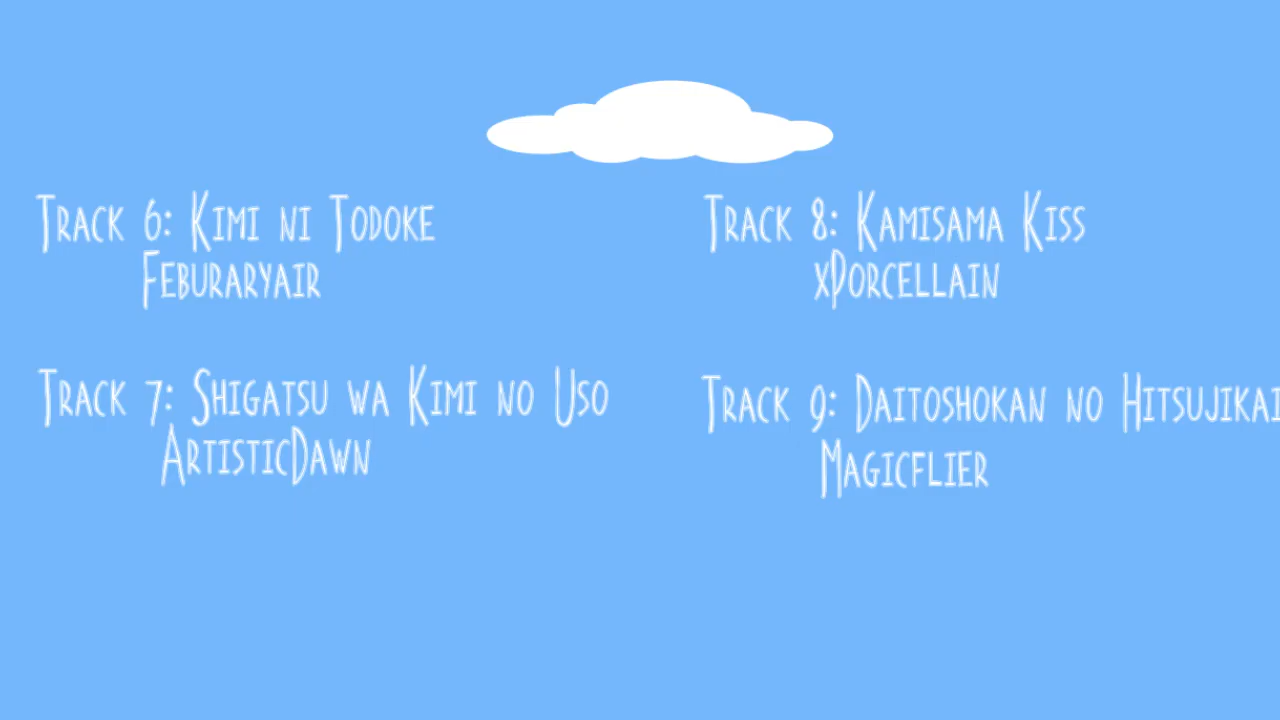 Track 6: Kimi ni Todoke
Feburaryair
Track 7: Shigatsu wa Kimi no Uso
ArtisticDawn
Track 8: Kamisama Kiss
xPorcellain
Track 9: Daitoshokan no Hitsujikai
Magicflier